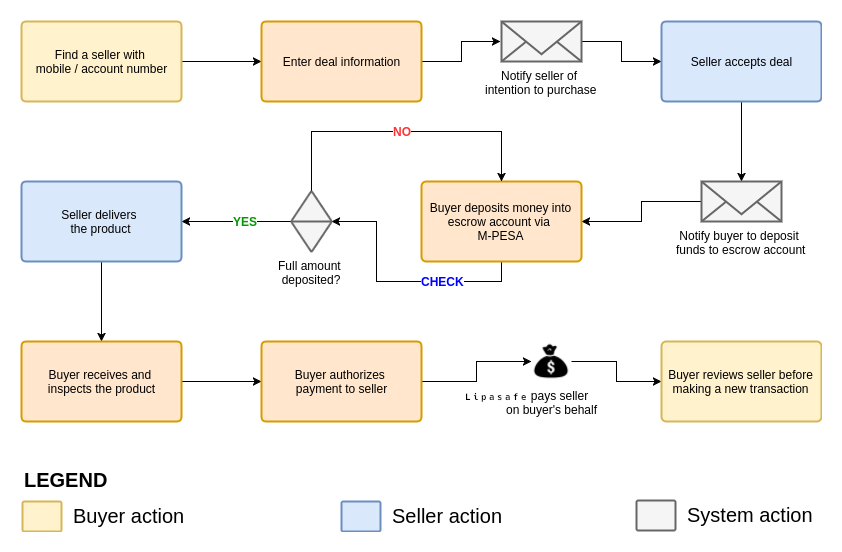 Find a seller with
mobile / account number
Enter deal information
Notify seller of
intention to purchase
Seller accepts deal
NO
Seller delivers
the product
YES
Full amount
deposited?
Buyer deposits money into
escrow account via
M-PESA
CHECK
Notify buyer to deposit
funds to escrow account
Buyer receives and
inspects the product
Buyer authorizes
payment to seller
$
Lipasafe pays seller
on buyer's behalf
Buyer reviews seller before
making a new transaction
LEGEND
Buyer action
Seller action
System action